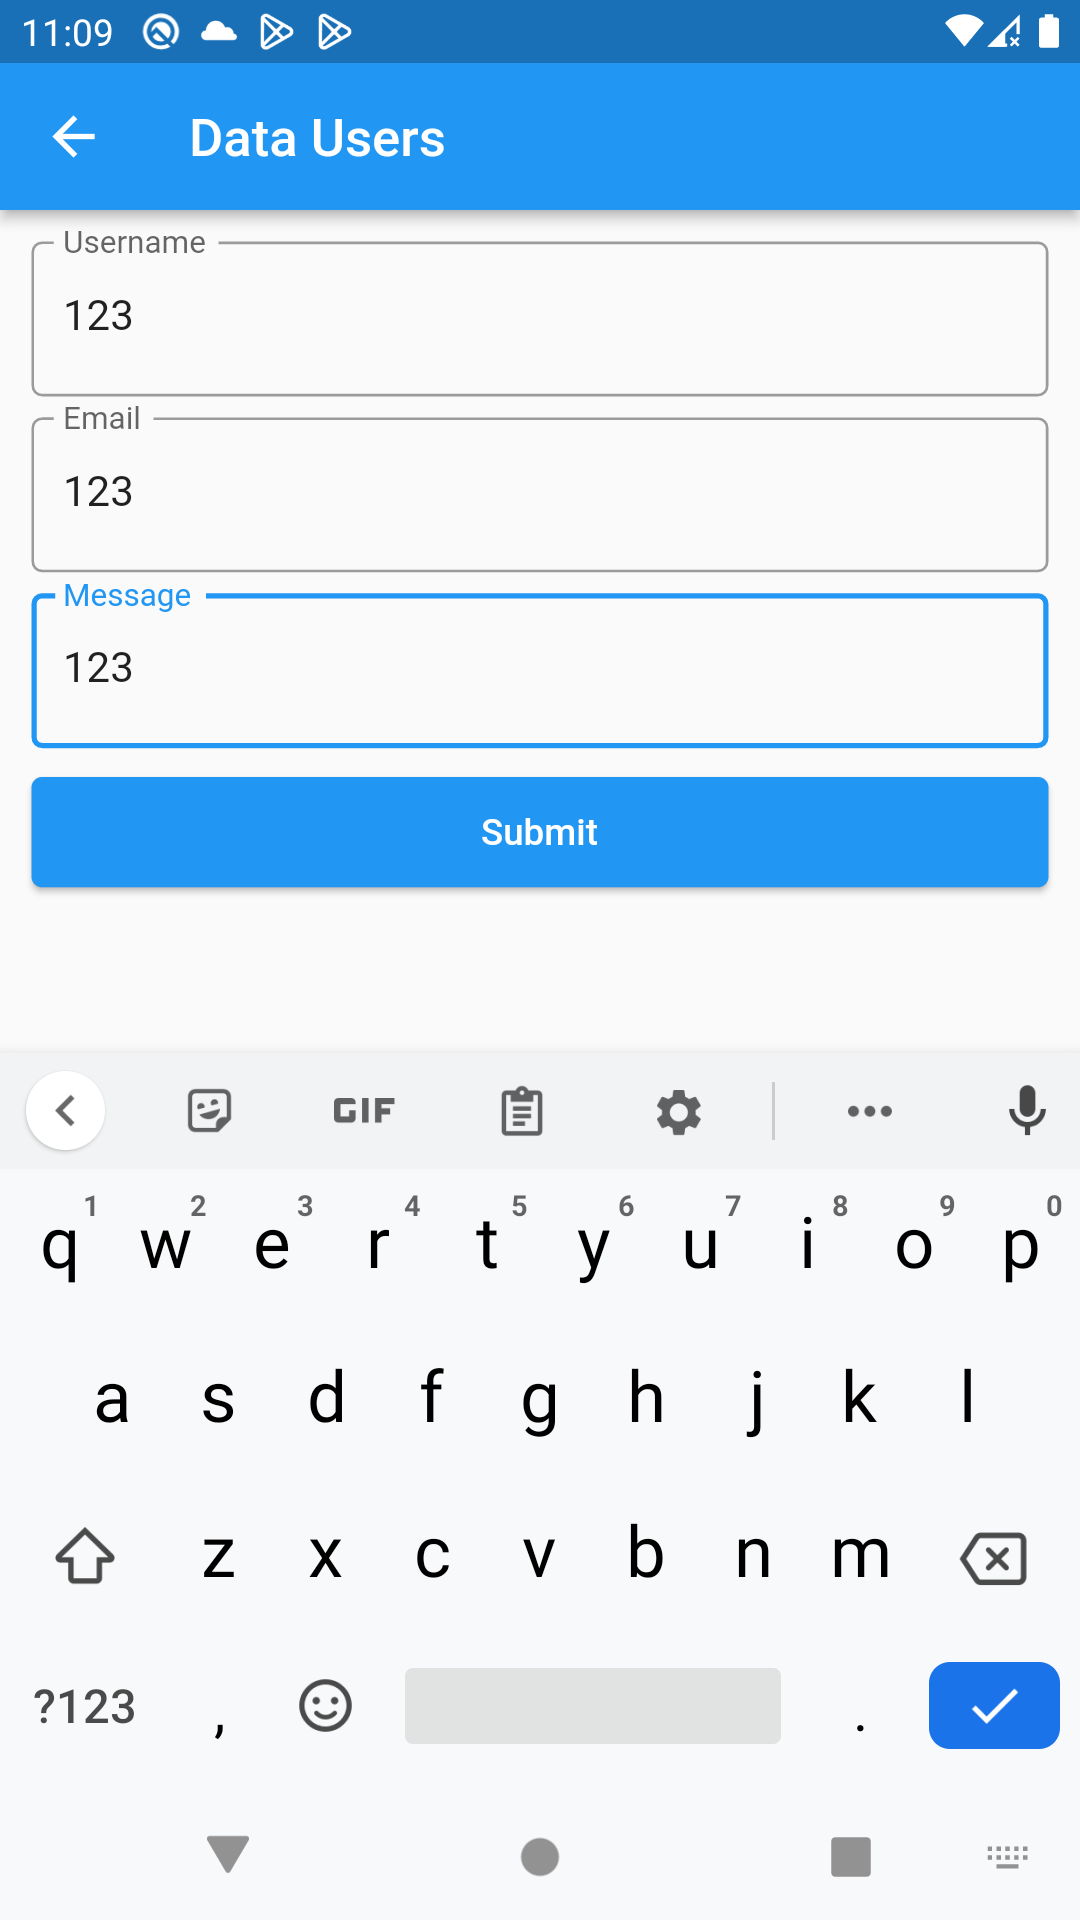 11:09
Data Users
Username
123
Email
123
Message
123
Submit
GIF
1 2 3 4 5 6 7 8 9 0
q w e r t y u i o p
a s d f g h j k l
z x c v b n m
?123 , .